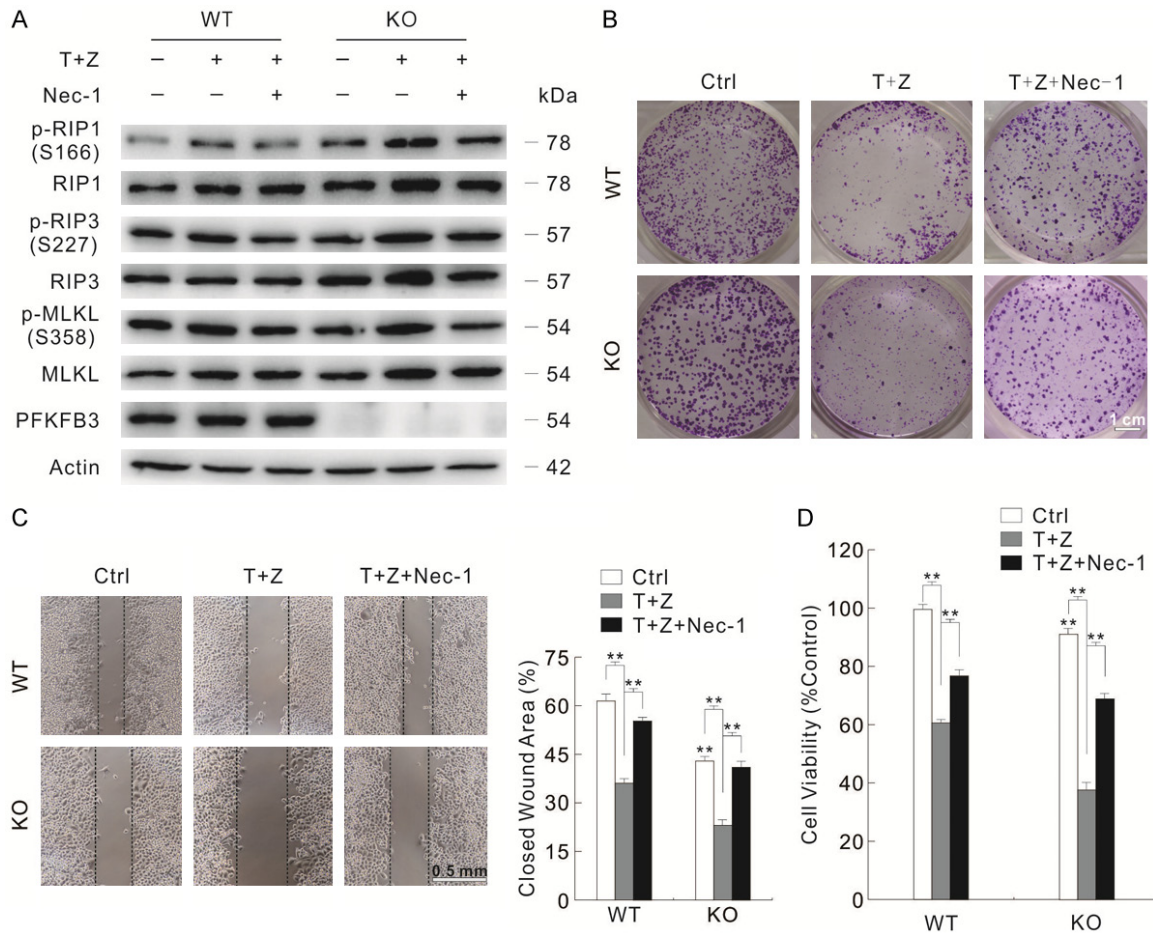 A
WT KO
T+Z – + + – + +
Nec-1 – – + – – + kDa
p-RIP1
(S166) – 78
RIP1 – 78
p-RIP3
(S227) – 57
RIP3 – 57
p-MLKL
(S358) – 54
MLKL – 54
PFKFB3 – 54
Actin – 42
B
Ctrl T+Z T+Z+Nec-1
WT
KO
1 cm
C
Ctrl T+Z T+Z+Nec-1
WT
KO
0.5 mm
Ctrl
T+Z
T+Z+Nec-1
Closed Wound Area (%)
75
60
45
30
15
0
** ** ** ** **
WT KO
D
Ctrl
T+Z
T+Z+Nec-1
Cell Viability (%Control)
120
100
80
60
40
20
0
** ** ** ** **
WT KO